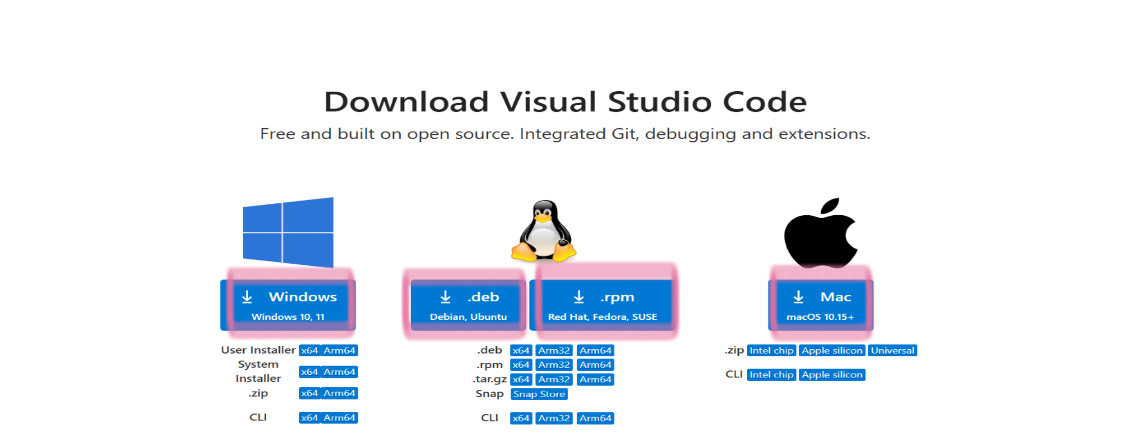 Download Visual Studio Code
Free and built on open source. Integrated Git, debugging and extensions.
Windows
Windows 10, 11
User Installer x64 Arm64
System
Installer x64 Arm64
.zip x64 Arm64
CLI x64 Arm64
.deb
Debian, Ubuntu
.rpm
Red Hat, Fedora, SUSE
.deb x64 Arm32 Arm64
.rpm x64 Arm32 Arm64
.tar.gz x64 Arm32 Arm64
Snap Snap Store
CLI x64 Arm32 Arm64
Mac
macOS 10.15+
.zip Intel chip Apple silicon Universal
CLI Intel chip Apple silicon